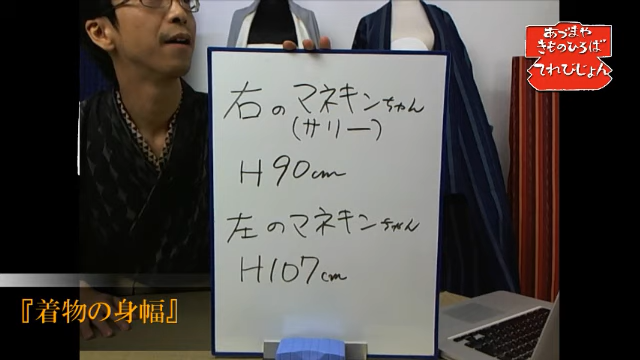 あづまや
きものひろば
てれびじょん
右のマネキンちゃん
(サリー)
H90cm
左のマネキンちゃん
H107cm
『着物の身幅』